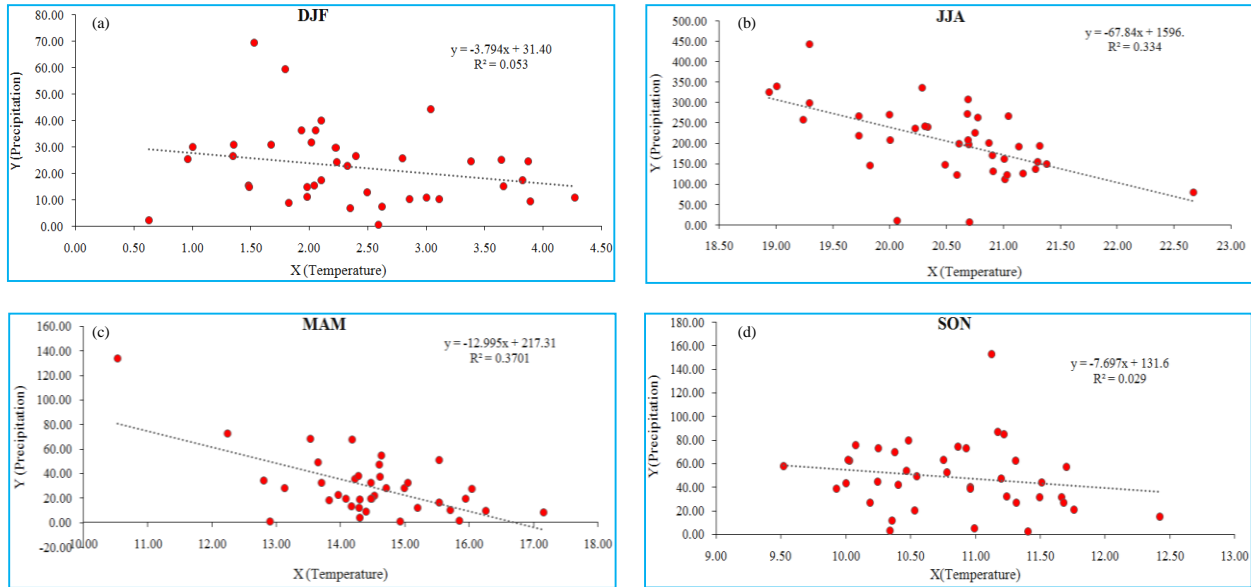 (a)
DJF
y = -3.794x + 31.40
R² = 0.053
Y (Precipitation)
80.00
70.00
60.00
50.00
40.00
30.00
20.00
10.00
0.00
0.00 0.50 1.00 1.50 2.00 2.50 3.00 3.50 4.00 4.50
X (Temperature)
(b)
JJA
y = -67.84x + 1596.
R² = 0.334
Y (Precipitation)
500.00
450.00
400.00
350.00
300.00
250.00
200.00
150.00
100.00
50.00
0.00
18.50 19.00 19.50 20.00 20.50 21.00 21.50 22.00 22.50 23.00
X (Temperature)
(c)
MAM
y = -12.995x + 217.31
R² = 0.3701
Y (Precipitation)
160.00
140.00
120.00
100.00
80.00
60.00
40.00
20.00
0.00
-20.00
10.00 11.00 12.00 13.00 14.00 15.00 16.00 17.00 18.00
X (Temperature)
(d)
SON
y = -7.697x + 131.6
R² = 0.029
Y (Precipitation)
180.00
160.00
140.00
120.00
100.00
80.00
60.00
40.00
20.00
0.00
9.00 9.50 10.00 10.50 11.00 11.50 12.00 12.50 13.00
X(Temperature)